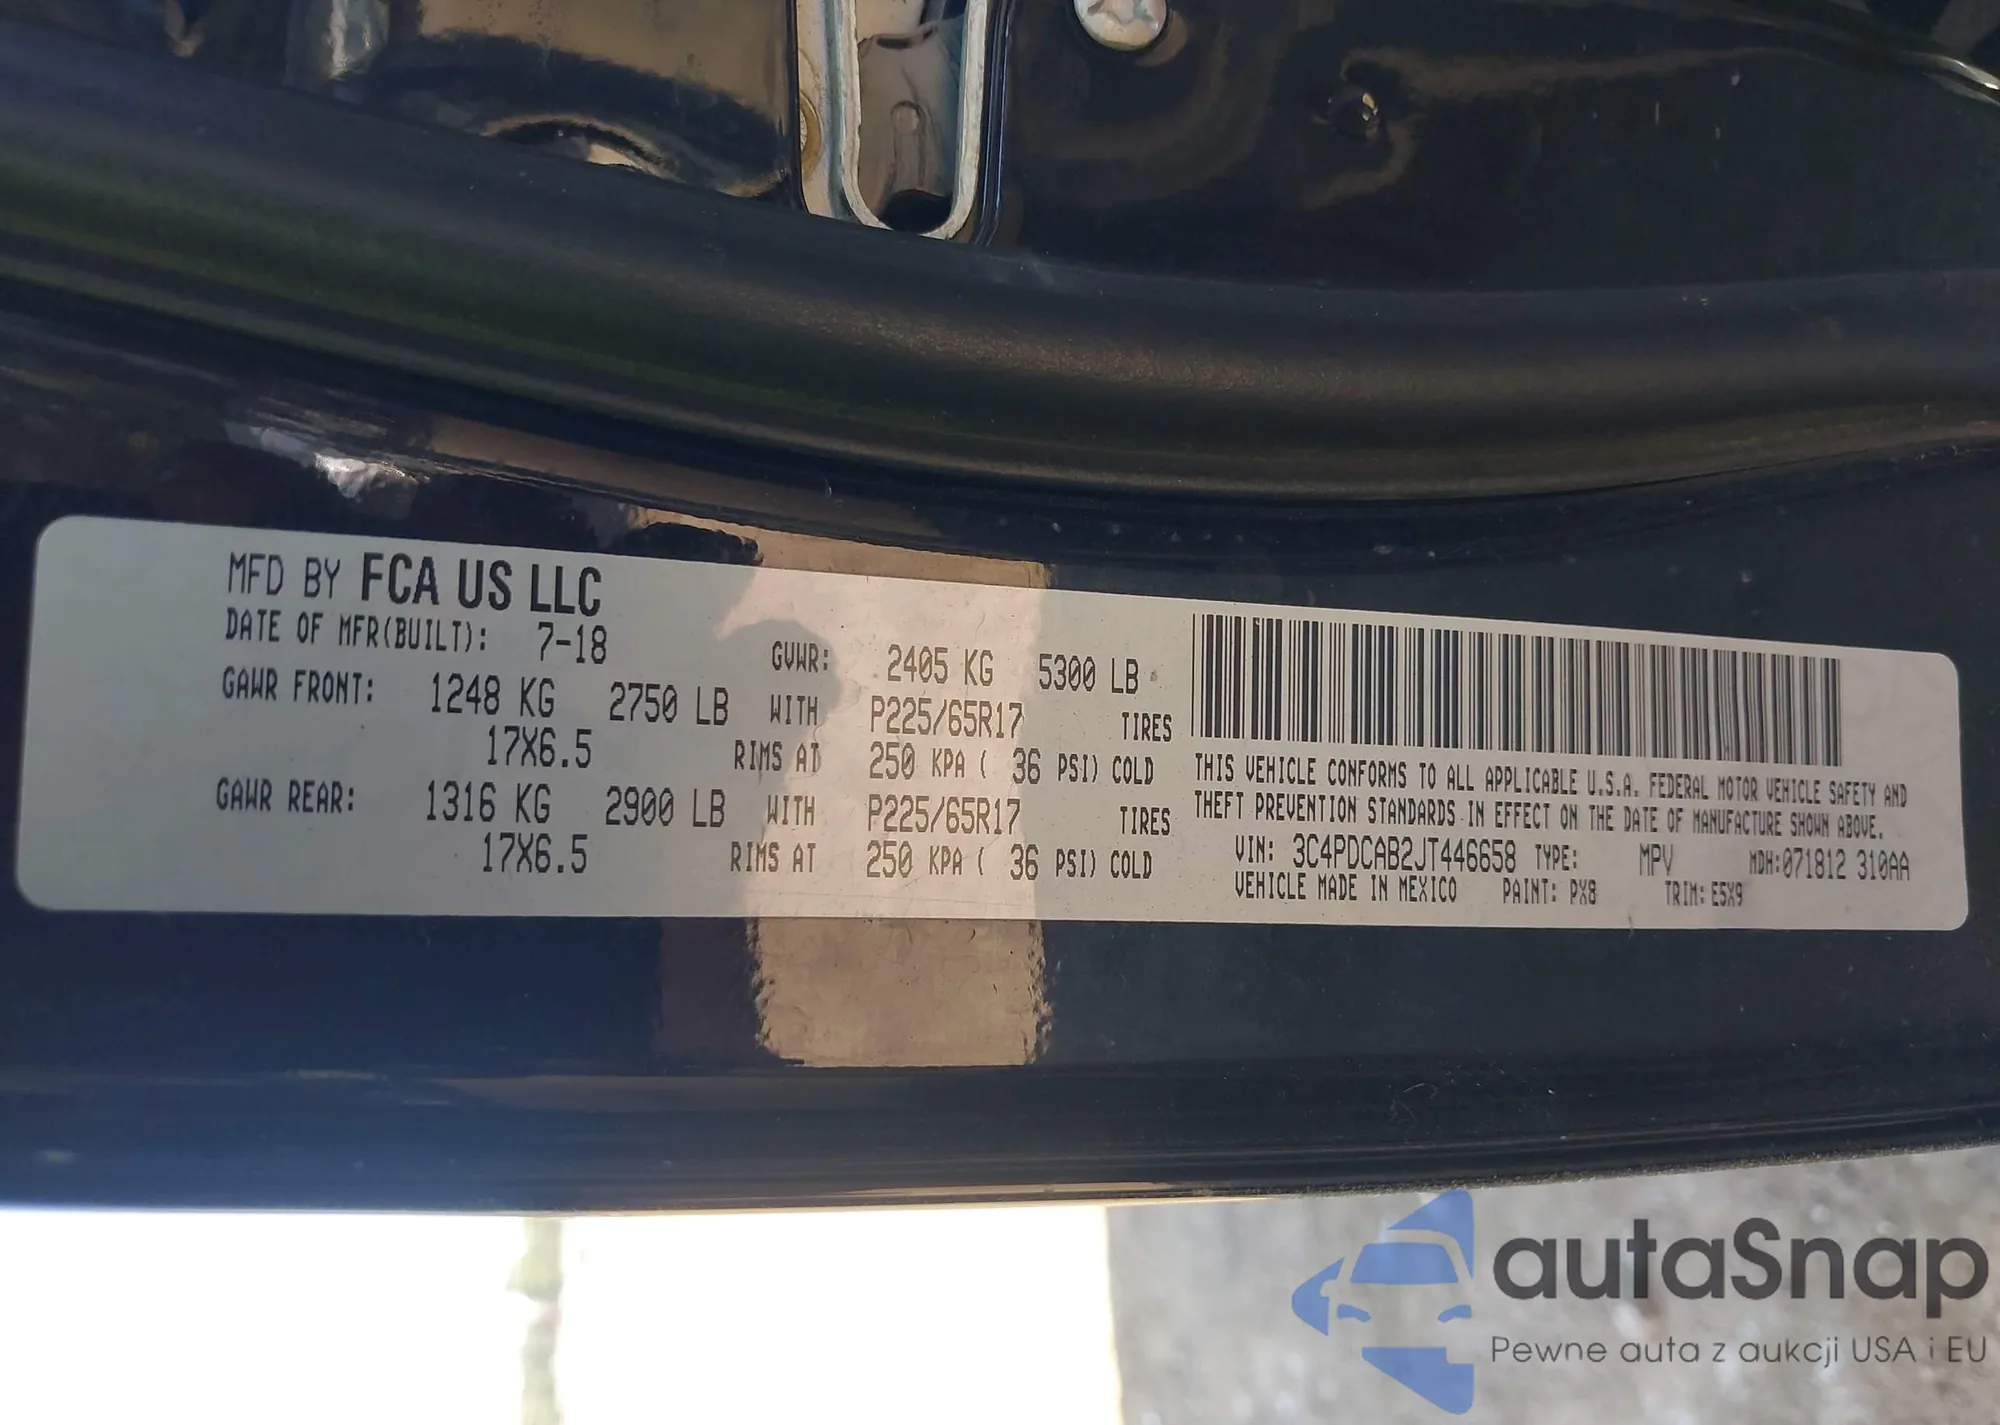 MFD BY FCA US LLC
DATE OF MFR(BUILT): 7-18 GVWR: 2405 KG 5300 LB
GAWR FRONT: 1248 KG 2750 LB WITH P225/65R17 TIRES
17X6.5 RIMS AT 250 KPA ( 36 PSI) COLD
GAWR REAR: 1316 KG 2900 LB WITH P225/65R17 TIRES
17X6.5 RIMS AT 250 KPA ( 36 PSI) COLD
THIS VEHICLE CONFORMS TO ALL APPLICABLE U.S.A. FEDERAL MOTOR VEHICLE SAFETY AND
THEFT PREVENTION STANDARDS IN EFFECT ON THE DATE OF MANUFACTURE SHOWN ABOVE.
VIN: 3C4PDCAB2JT446658 TYPE: MPV MDH:071812 310AA
VEHICLE MADE IN MEXICO PAINT: PX8 TRIM: E5X9
autaSnap
Pewne auta z aukcji USA i EU